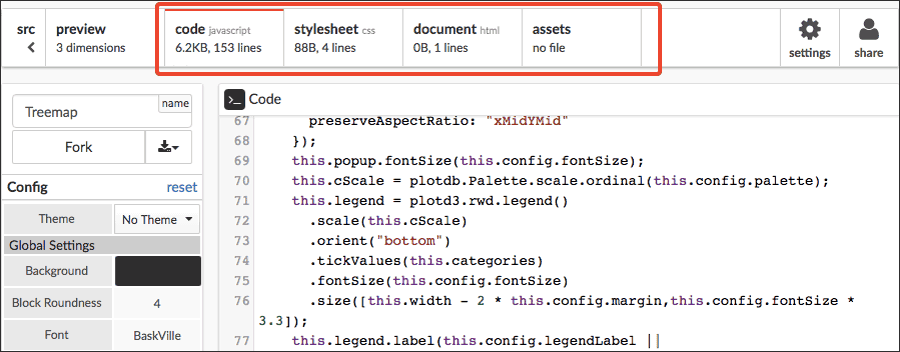 src
preview
3 dimensions
code javascript
6.2KB, 153 lines
stylesheet css
88B, 4 lines
document html
0B, 1 lines
assets
no file
settings
share
Treemap
name
Fork
Config
reset
Theme
No Theme
Global Settings
Background
Block Roundness
4
Font
BaskVille
>_ Code
67 preserveAspectRatio: "xMidYMid"
68 });
69 this.popup.fontSize(this.config.fontSize);
70 this.cScale = plotdb.Palette.scale.ordinal(this.config.palette);
71 this.legend = plotd3.rwd.legend()
72 .scale(this.cScale)
73 .orient("bottom")
74 .tickValues(this.categories)
75 .fontSize(this.config.fontSize)
76 .size([this.width - 2 * this.config.margin,this.config.fontSize *
3.3]);
77 this.legend.label(this.config.legendLabel ||